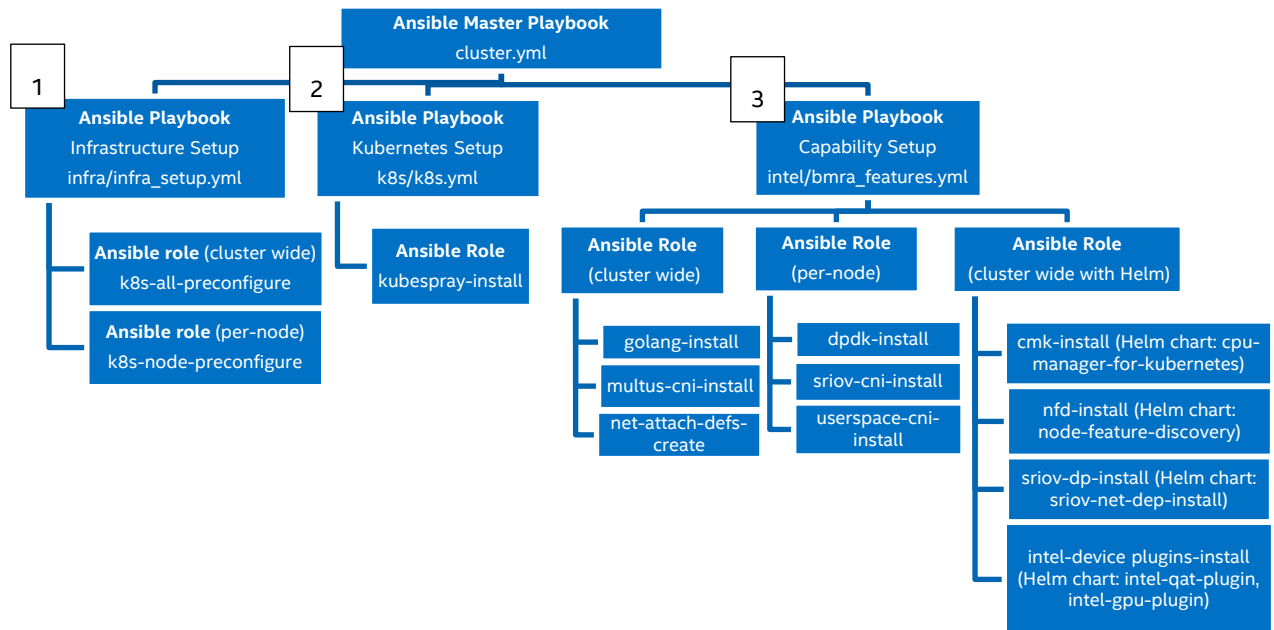 Ansible Master Playbook
cluster.yml
1
Ansible Playbook
Infrastructure Setup
infra/infra_setup.yml
2
Ansible Playbook
Kubernetes Setup
k8s/k8s.yml
3
Ansible Playbook
Capability Setup
intel/bmra_features.yml
Ansible role (cluster wide)
k8s-all-preconfigure
Ansible role (per-node)
k8s-node-preconfigure
Ansible Role
kubespray-install
Ansible Role
(cluster wide)
golang-install
multus-cni-install
net-attach-defs-
create
Ansible Role
(per-node)
dpdk-install
sriov-cni-install
userspace-cni-
install
Ansible Role
(cluster wide with Helm)
cmk-install (Helm chart: cpu-
manager-for-kubernetes)
nfd-install (Helm chart:
node-feature-discovery)
sriov-dp-install (Helm chart:
sriov-net-dep-install)
intel-device plugins-install
(Helm chart: intel-qat-plugin,
intel-gpu-plugin)